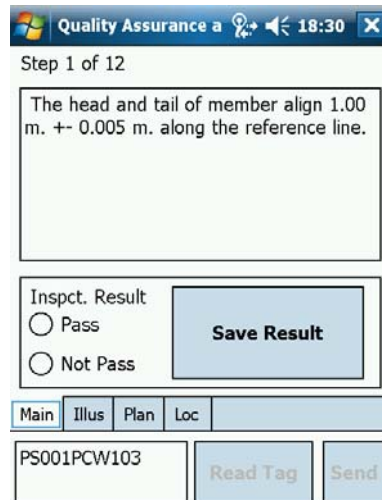 Quality Assurance a 18:30
Step 1 of 12
The head and tail of member align 1.00
m. +- 0.005 m. along the reference line.
Inspct. Result
Pass
Not Pass
Save Result
Main Illus Plan Loc
PS001PCW103
Read Tag Send